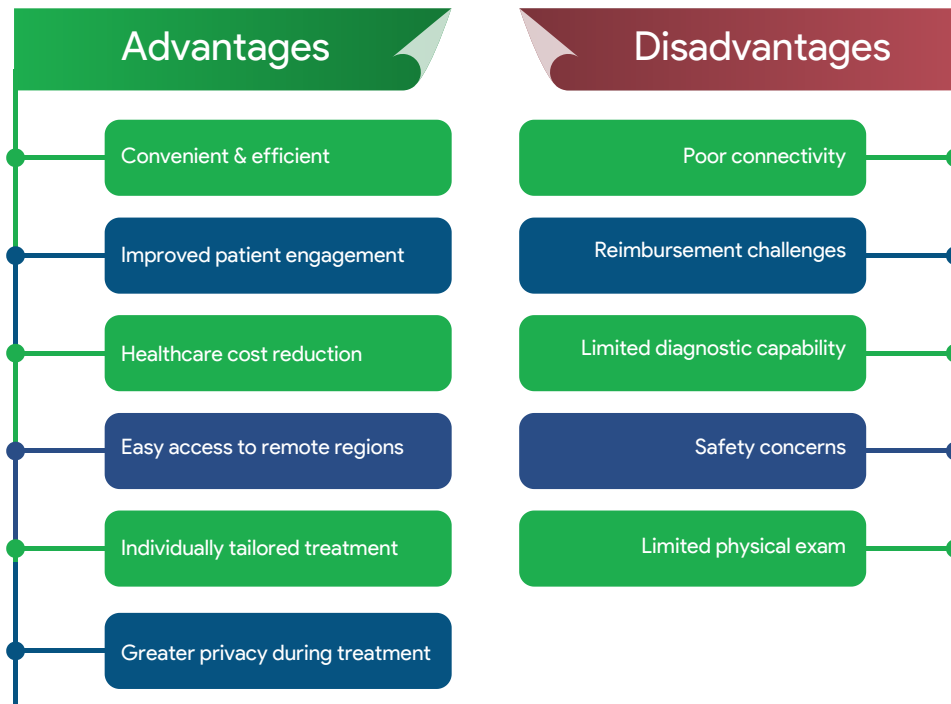 Advantages
Convenient & efficient
Improved patient engagement
Healthcare cost reduction
Easy access to remote regions
Individually tailored treatment
Greater privacy during treatment
Disadvantages
Poor connectivity
Reimbursement challenges
Limited diagnostic capability
Safety concerns
Limited physical exam